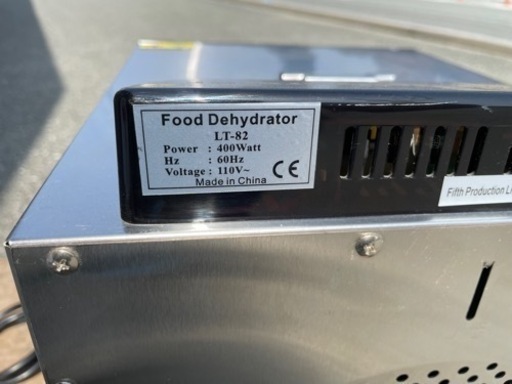 Food Dehydrator
LT-82
Power : 400Watt
Hz : 60Hz
Voltage : 110V~
Made in China
CE
Fifth Production